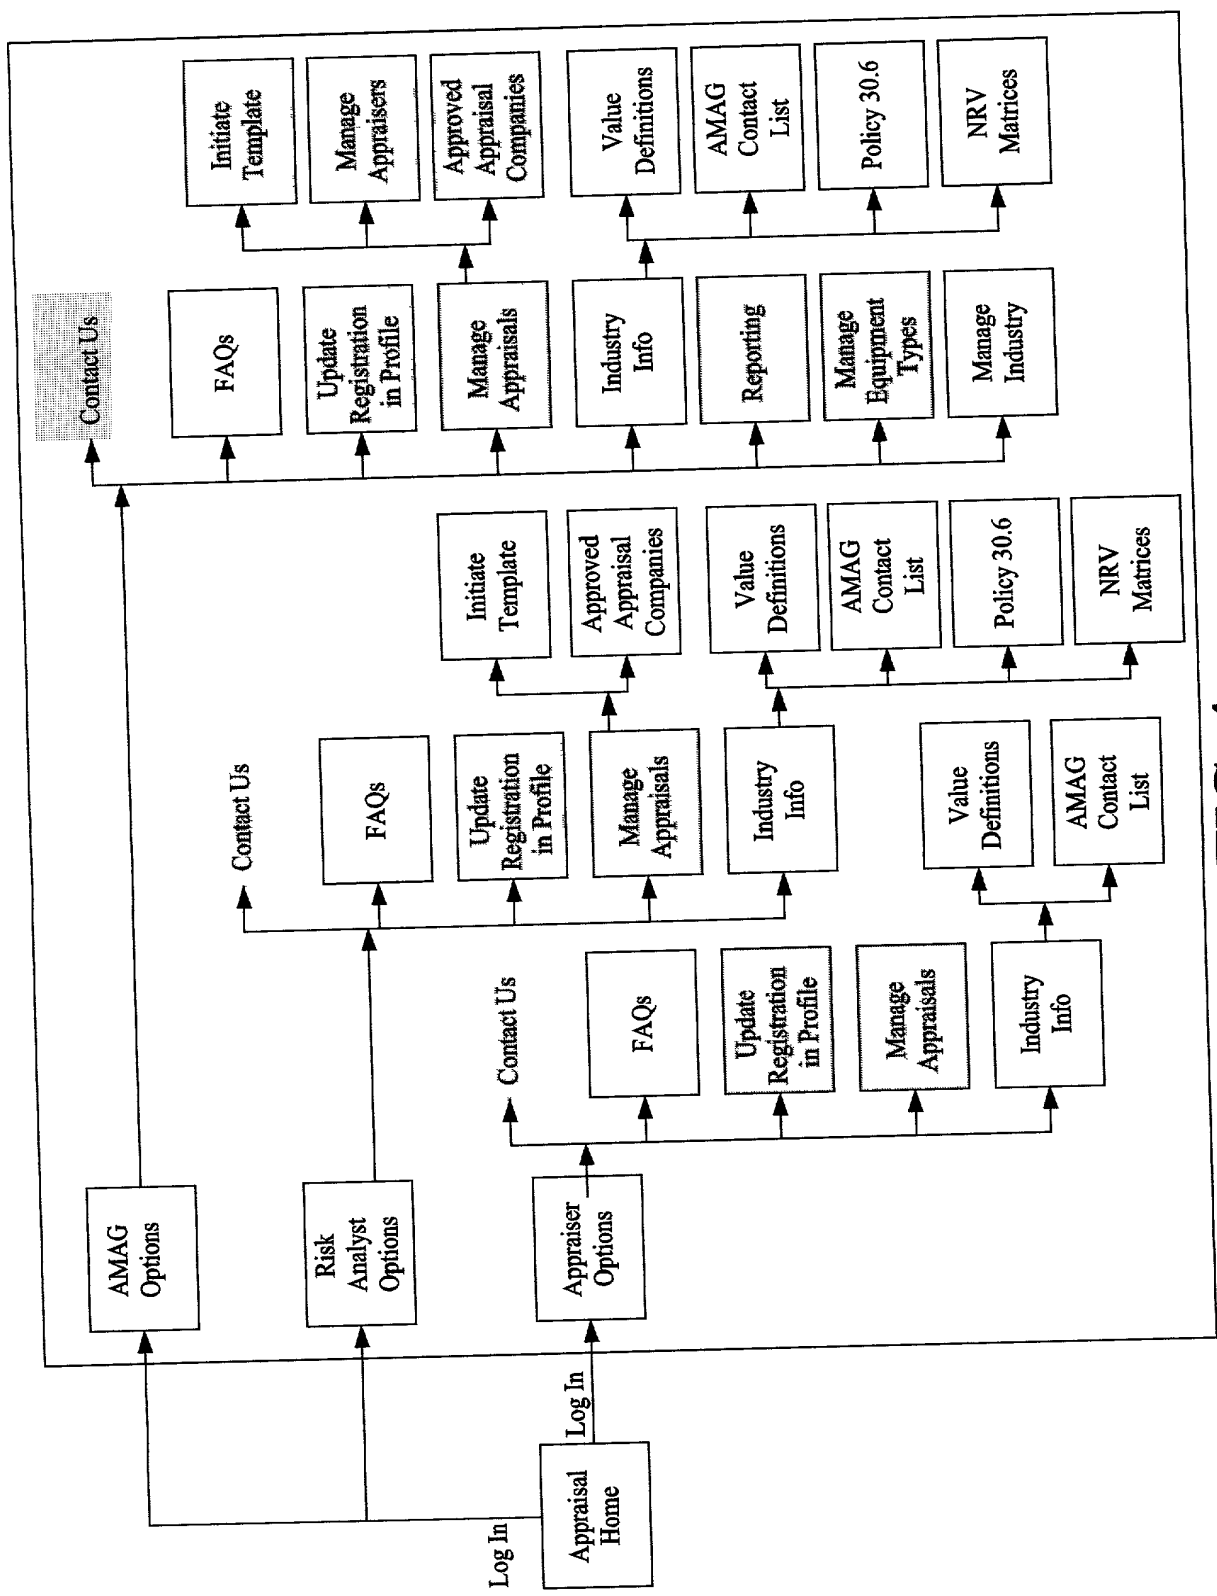 Log In
Log In
Appraisal
Home
AMAG
Options
Risk
Analyst
Options
Appraiser
Options
Contact Us
FAQs
Update
Registration
in Profile
Manage
Appraisals
Industry
Info
Value
Definitions
AMAG
Contact
List
Contact Us
FAQs
Update
Registration
in Profile
Manage
Appraisals
Industry
Info
Initiate
Template
Approved
Appraisal
Companies
Value
Definitions
AMAG
Contact
List
Policy 30.6
NRV
Matrices
Contact Us
FAQs
Update
Registration
in Profile
Manage
Appraisals
Industry
Info
Reporting
Manage
Equipment
Types
Manage
Industry
Initiate
Template
Manage
Appraisers
Approved
Appraisal
Companies
Value
Definitions
AMAG
Contact
List
Policy 30.6
NRV
Matrices